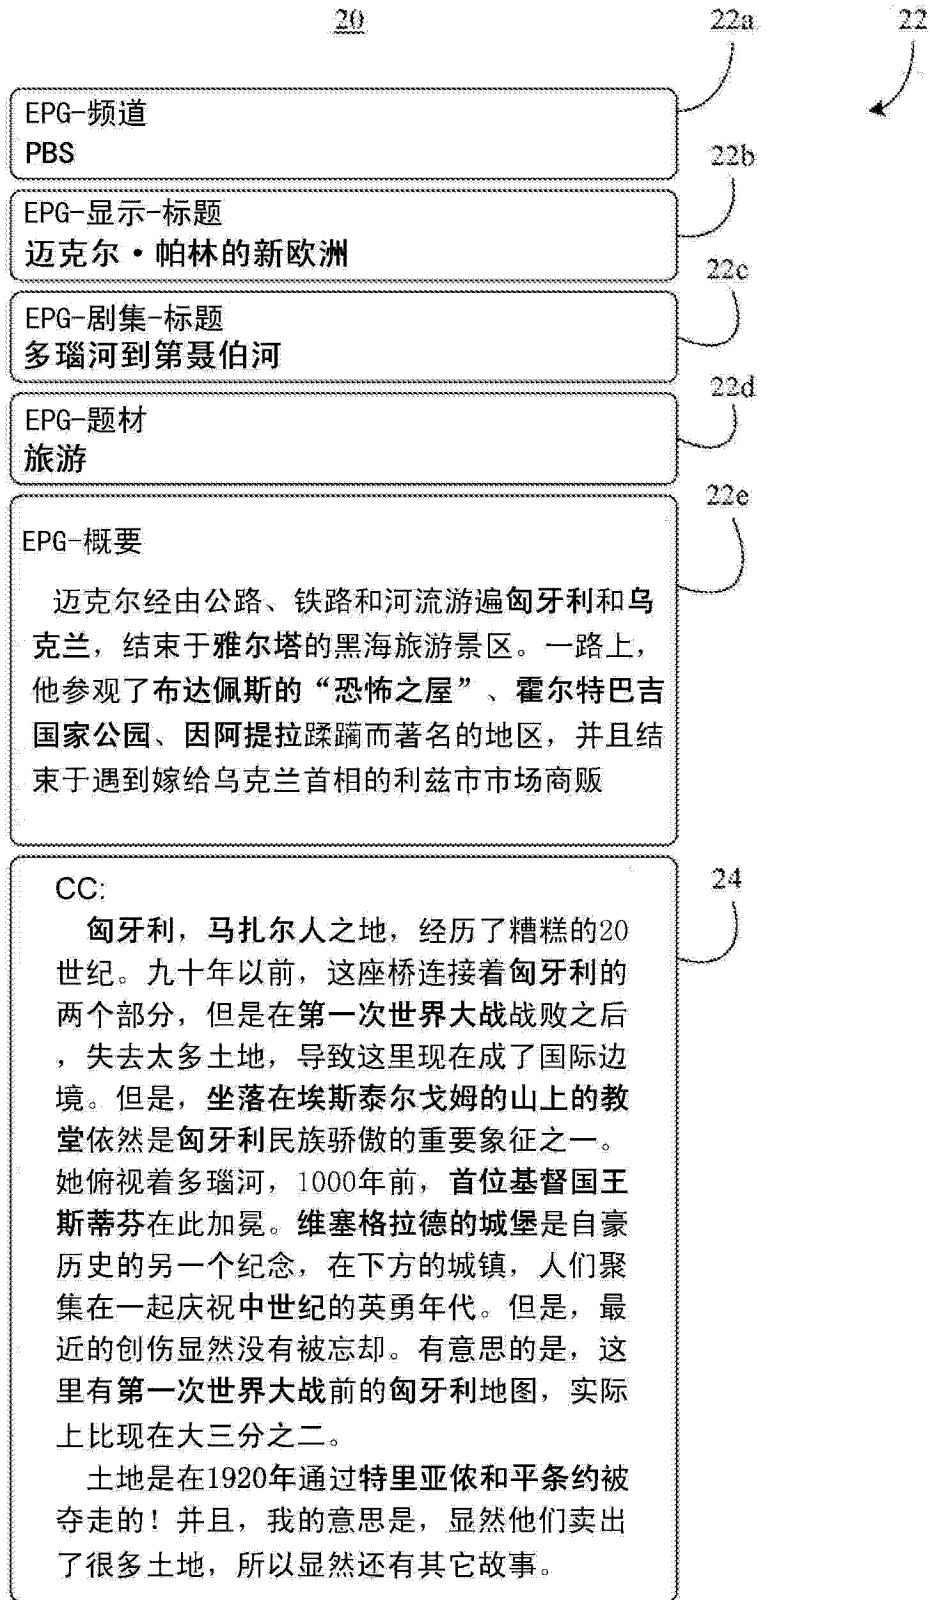 20
22a
22
EPG-频道
PBS
22b
EPG-显示-标题
迈克尔·帕林的新欧洲
22c
EPG-剧集-标题
多瑙河到第聂伯河
22d
EPG-题材
旅游
22e
EPG-概要
迈克尔经由公路、铁路和河流游遍匈牙利和乌
克兰，结束于雅尔塔的黑海旅游景区。一路上，
他参观了布达佩斯的“恐怖之屋”、霍尔特巴吉
国家公园、因阿提拉蹂躏而著名的地区，并且结
束于遇到嫁给乌克兰首相的利兹市市场商贩
24
CC:
匈牙利，马扎尔人之地，经历了糟糕的20
世纪。九十年以前，这座桥连接着匈牙利的
两个部分，但是在第一次世界大战战败之后
，失去太多土地，导致这里现在成了国际边
境。但是，坐落在埃斯泰尔戈姆的山上的教
堂依然是匈牙利民族骄傲的重要象征之一。
她俯视着多瑙河，1000年前，首位基督国王
斯蒂芬在此加冕。维塞格拉德的城堡是自豪
历史的另一个纪念，在下方的城镇，人们聚
集在一起庆祝中世纪的英勇年代。但是，最
近的创伤显然没有被忘却。有意思的是，这
里有第一次世界大战前的匈牙利地图，实际
上比现在大三分之二。
土地是在1920年通过特里亚侬和平条约被
夺走的！并且，我的意思是，显然他们卖出
了很多土地，所以显然还有其它故事。